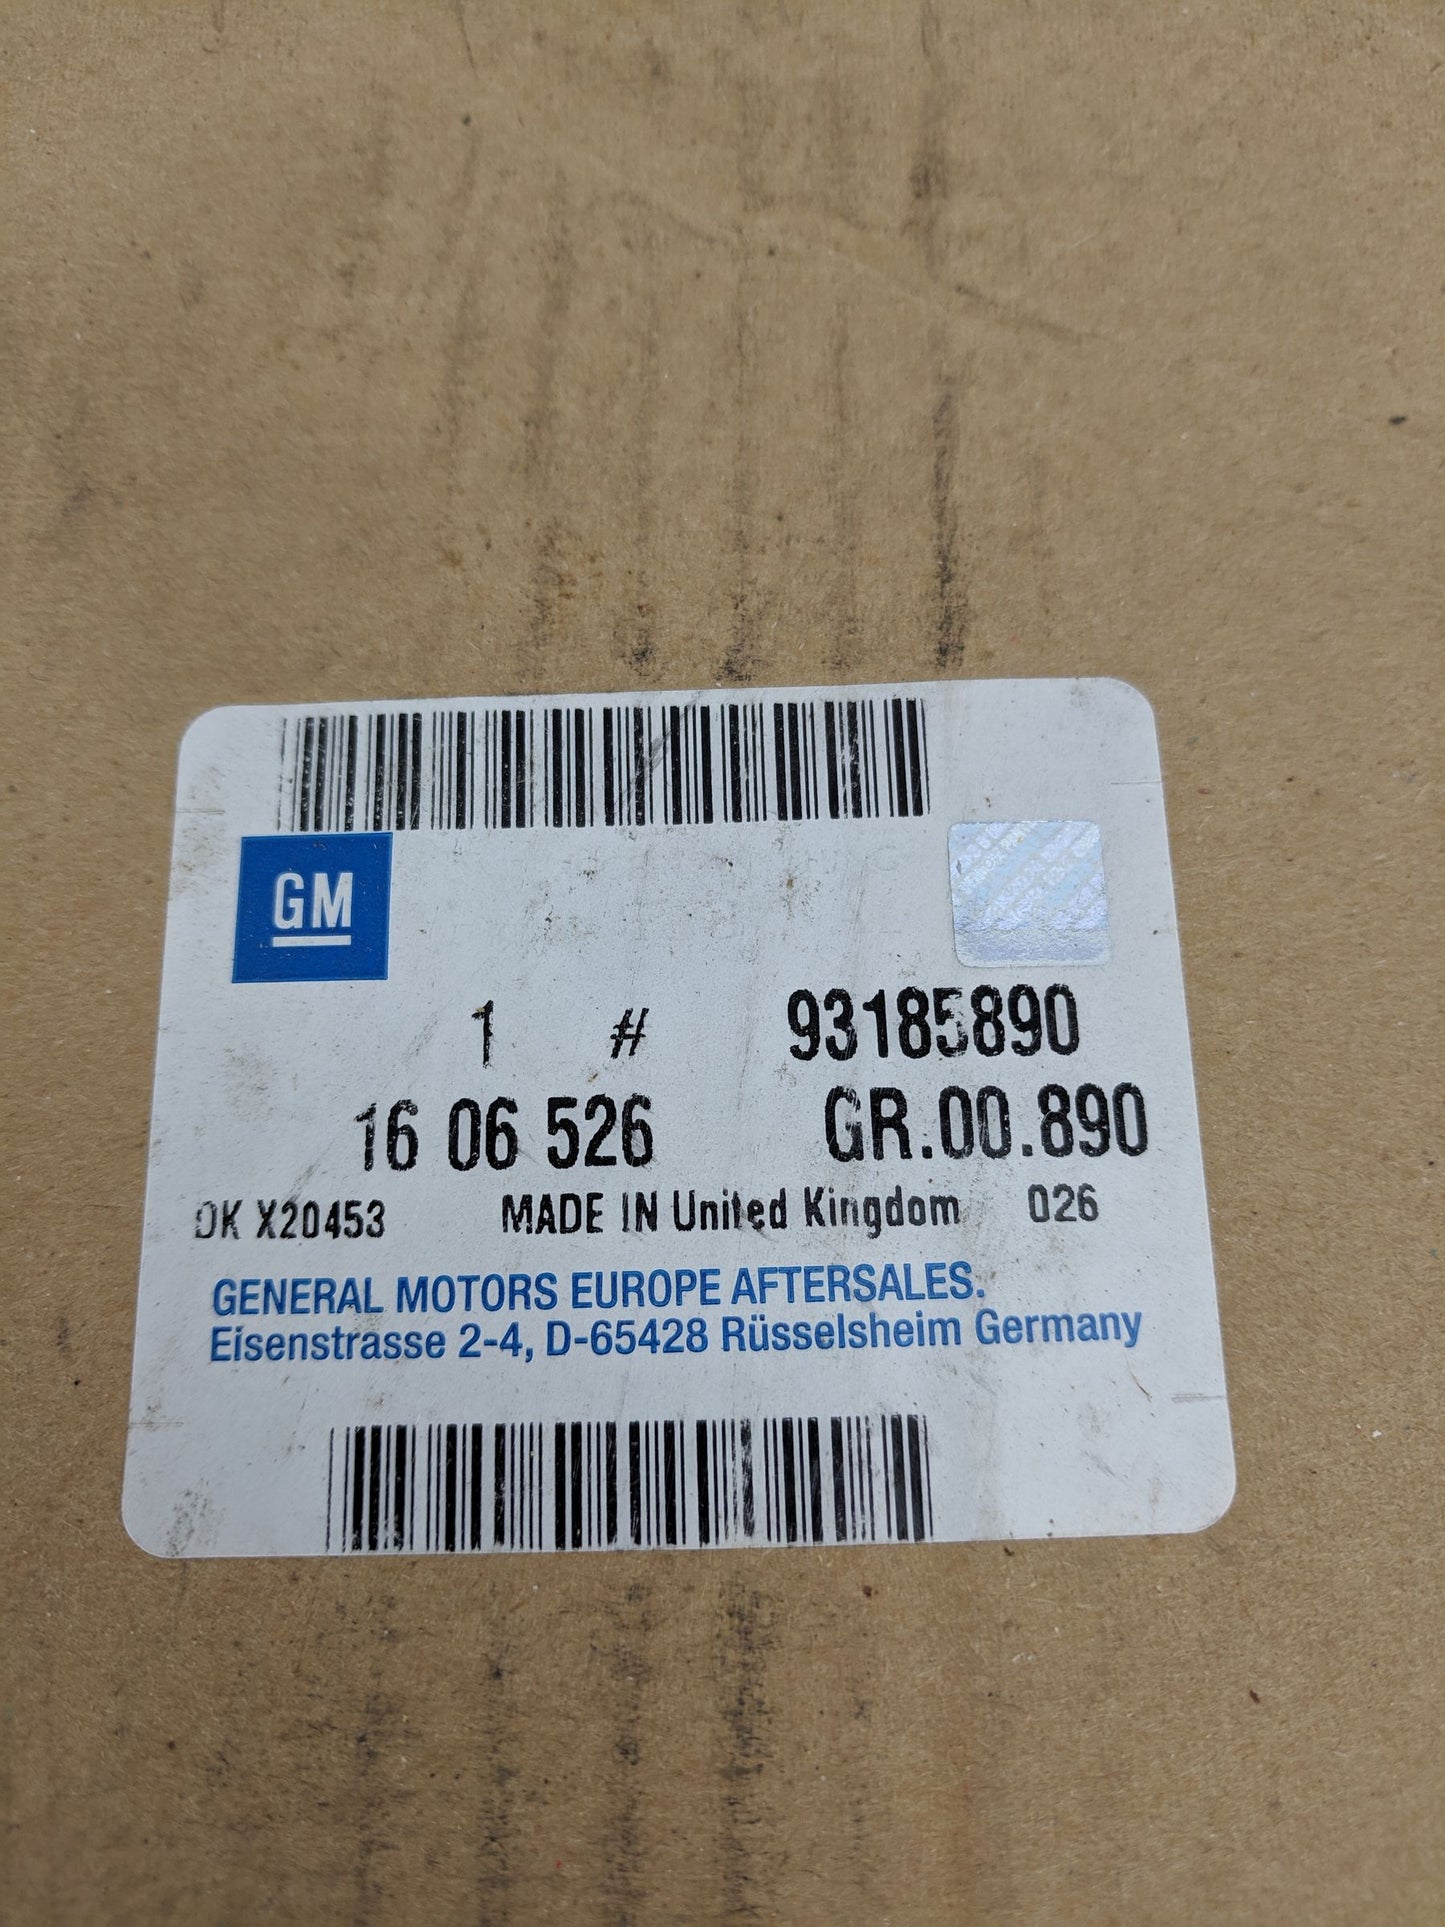 GM
1 # 93185890
16 06 526 GR.00.890
DK X20453 MADE IN United Kingdom 026
GENERAL MOTORS EUROPE AFTERSALES.
Eisenstrasse 2-4, D-65428 Rüsselsheim Germany